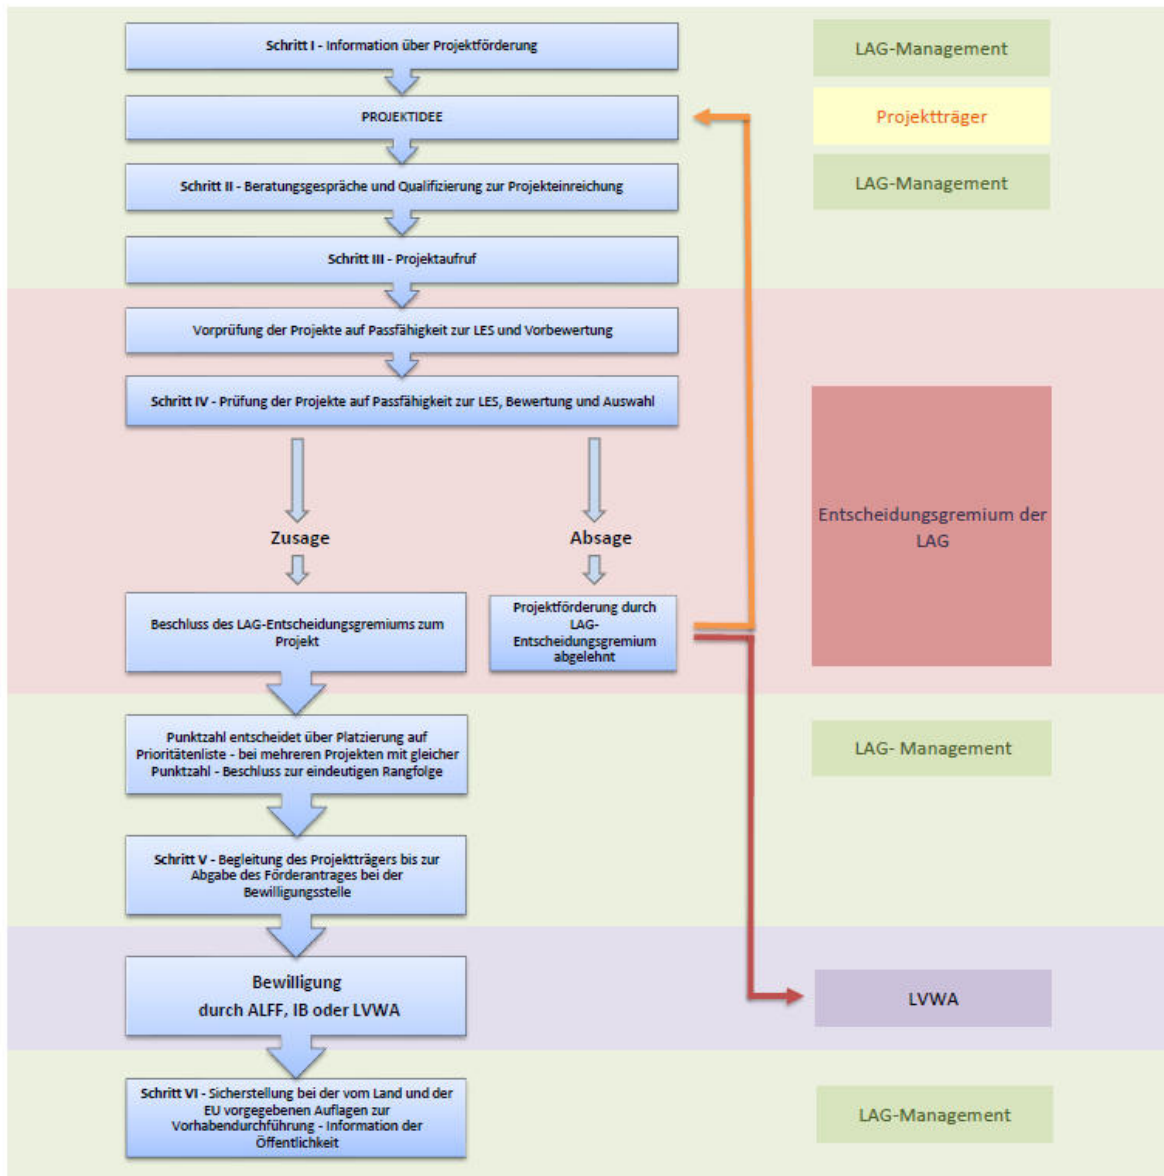 Schritt I - Information über Projektförderung
LAG-Management
PROJEKTIDEE
Projektträger
Schritt II - Beratungsgespräche und Qualifizierung zur Projekteinreichung
LAG-Management
Schritt III - Projektaufruf
Vorprüfung der Projekte auf Passfähigkeit zur LES und Vorbewertung
Schritt IV - Prüfung der Projekte auf Passfähigkeit zur LES, Bewertung und Auswahl
Entscheidungsgremium der
LAG
Zusage
Absage
Beschluss des LAG-Entscheidungsgremiums zum
Projekt
Projektförderung durch
LAG-
Entscheidungsgremium
abgelehnt
Punktzahl entscheidet über Platzierung auf
Prioritätenliste - bei mehreren Projekten mit gleicher
Punktzahl - Beschluss zur eindeutigen Rangfolge
LAG- Management
Schritt V - Begleitung des Projektträgers bis zur
Abgabe des Förderantrages bei der
Bewilligungsstelle
Bewilligung
durch ALFF, IB oder LVWA
LVWA
Schritt VI - Sicherstellung bei der vom Land und der
EU vorgegebenen Auflagen zur
Vorhabendurchführung - Information der
Öffentlichkeit
LAG-Management